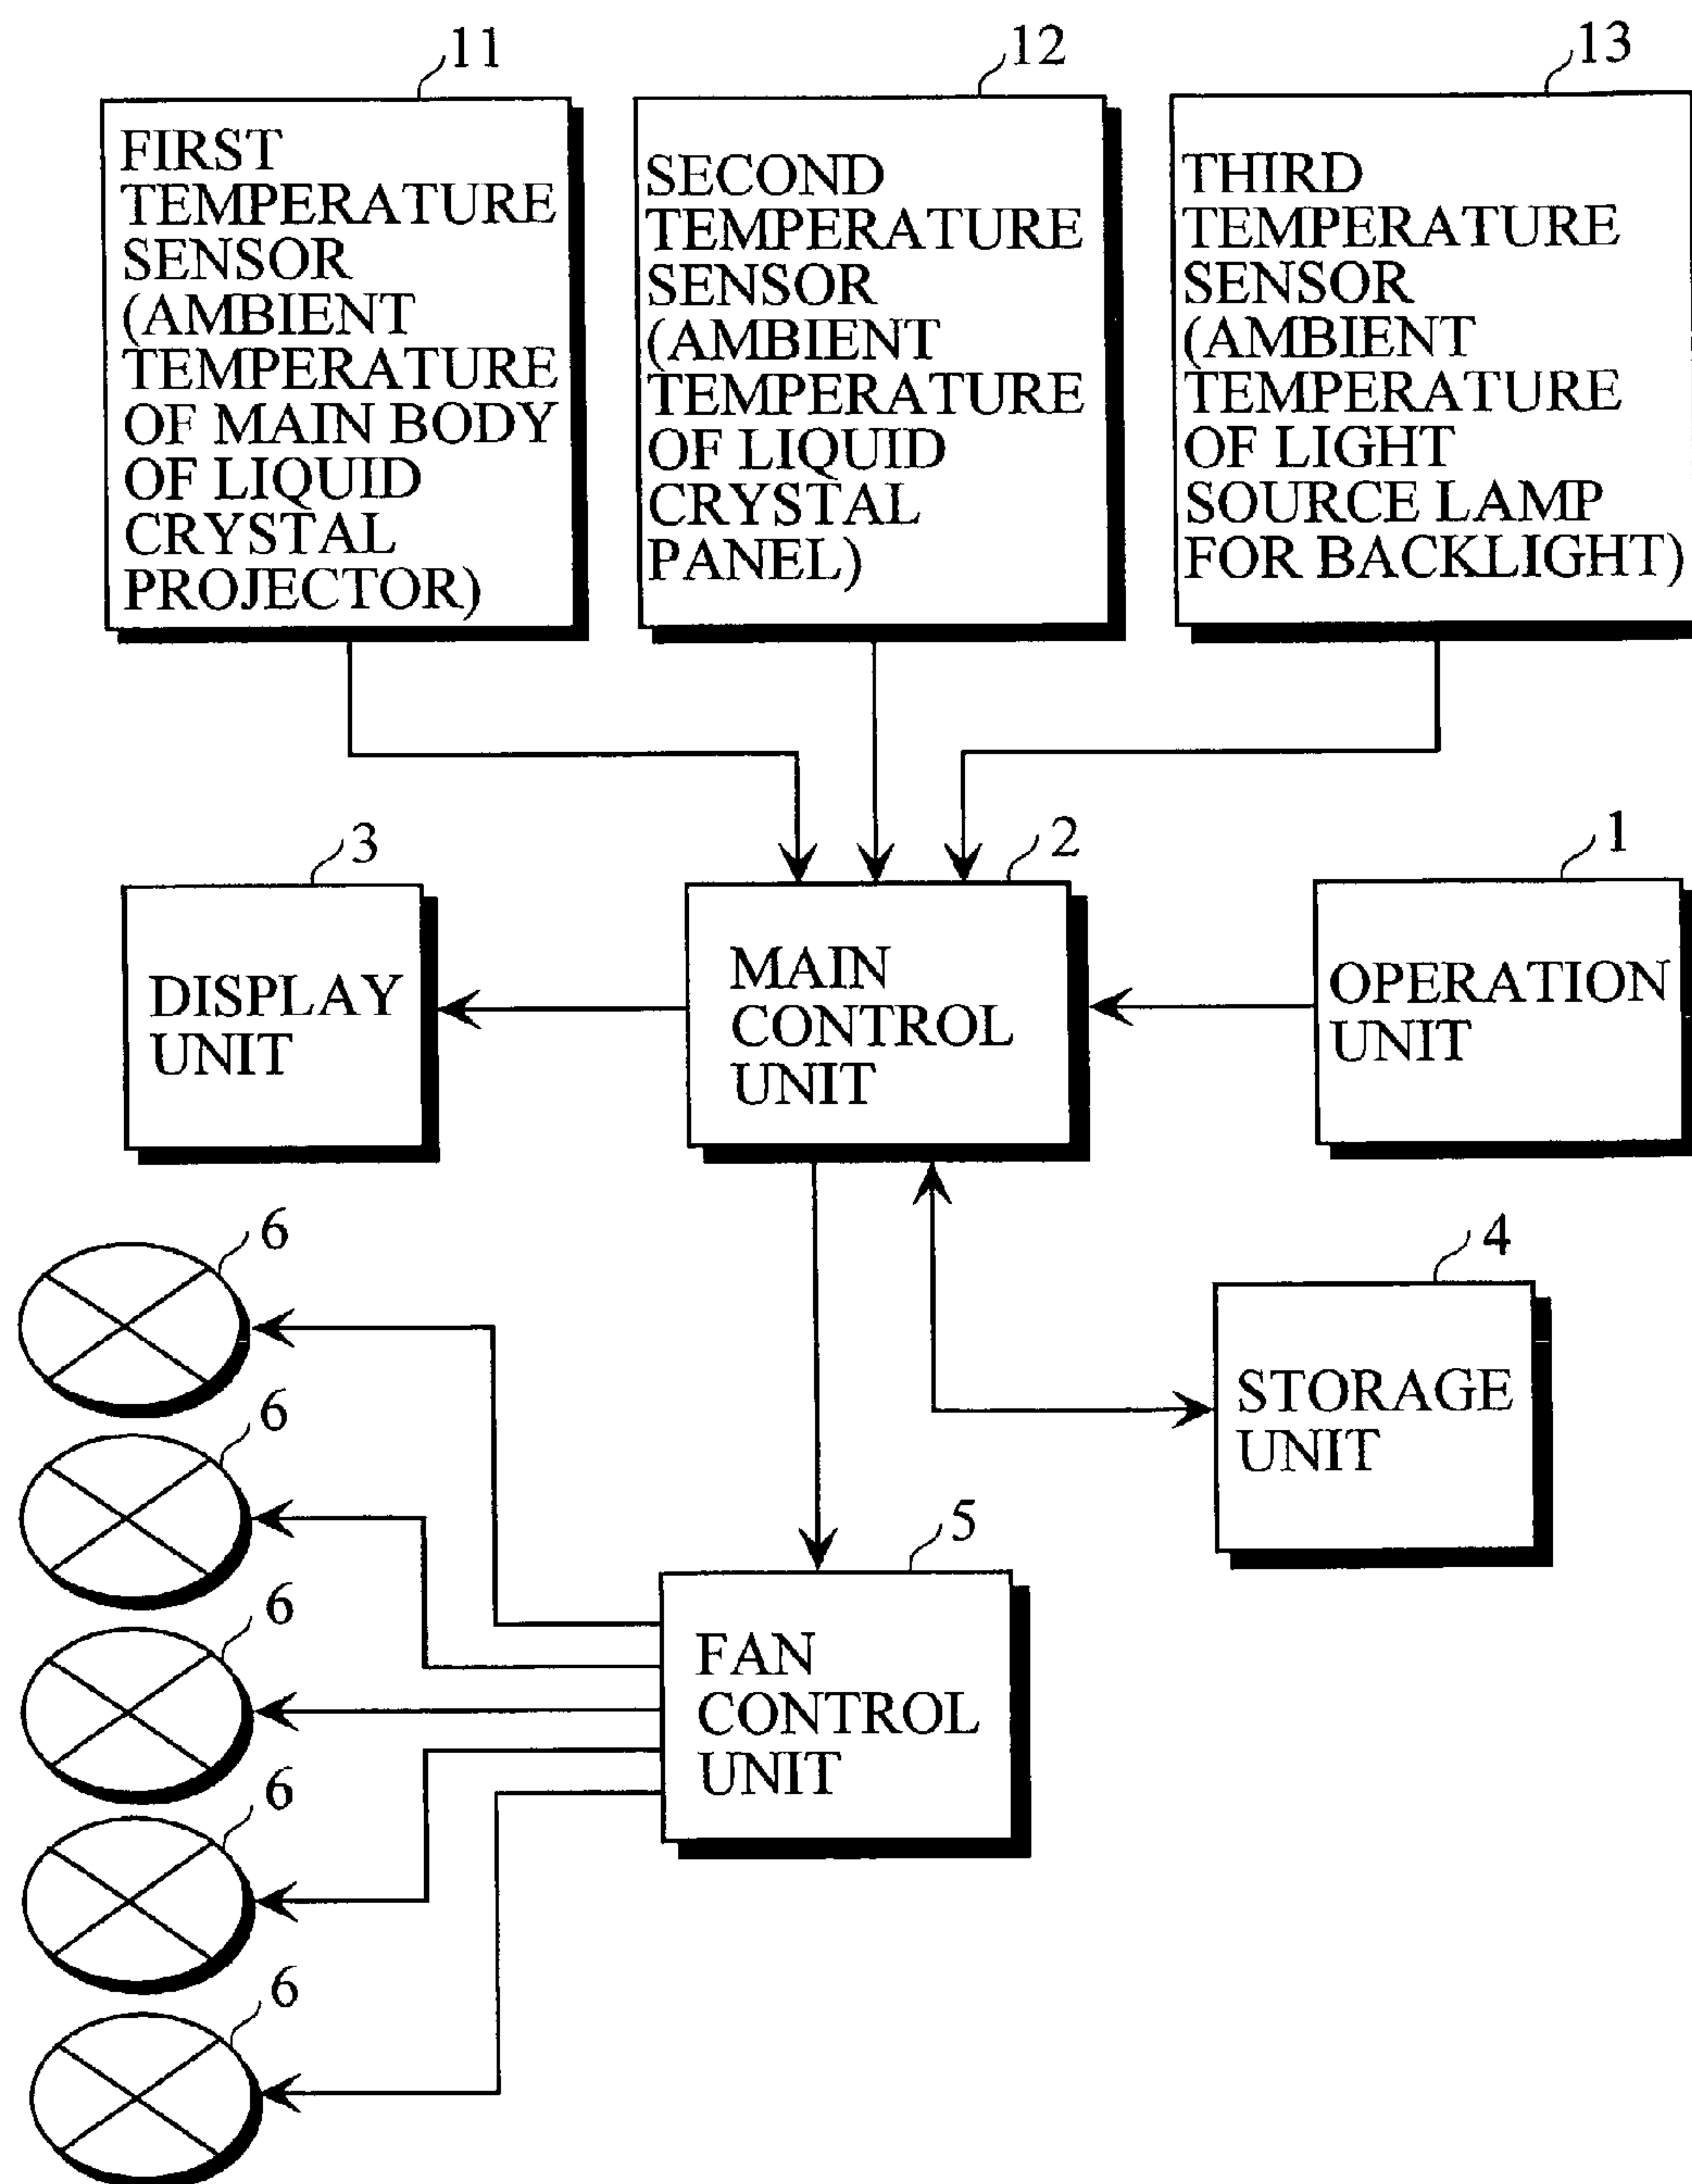 11
FIRST
TEMPERATURE
SENSOR
(AMBIENT
TEMPERATURE
OF MAIN BODY
OF LIQUID
CRYSTAL
PROJECTOR)
12
SECOND
TEMPERATURE
SENSOR
(AMBIENT
TEMPERATURE
OF LIQUID
CRYSTAL
PANEL)
13
THIRD
TEMPERATURE
SENSOR
(AMBIENT
TEMPERATURE
OF LIGHT
SOURCE LAMP
FOR BACKLIGHT)
3
DISPLAY
UNIT
2
MAIN
CONTROL
UNIT
1
OPERATION
UNIT
6
6
6
6
6
4
STORAGE
UNIT
5
FAN
CONTROL
UNIT